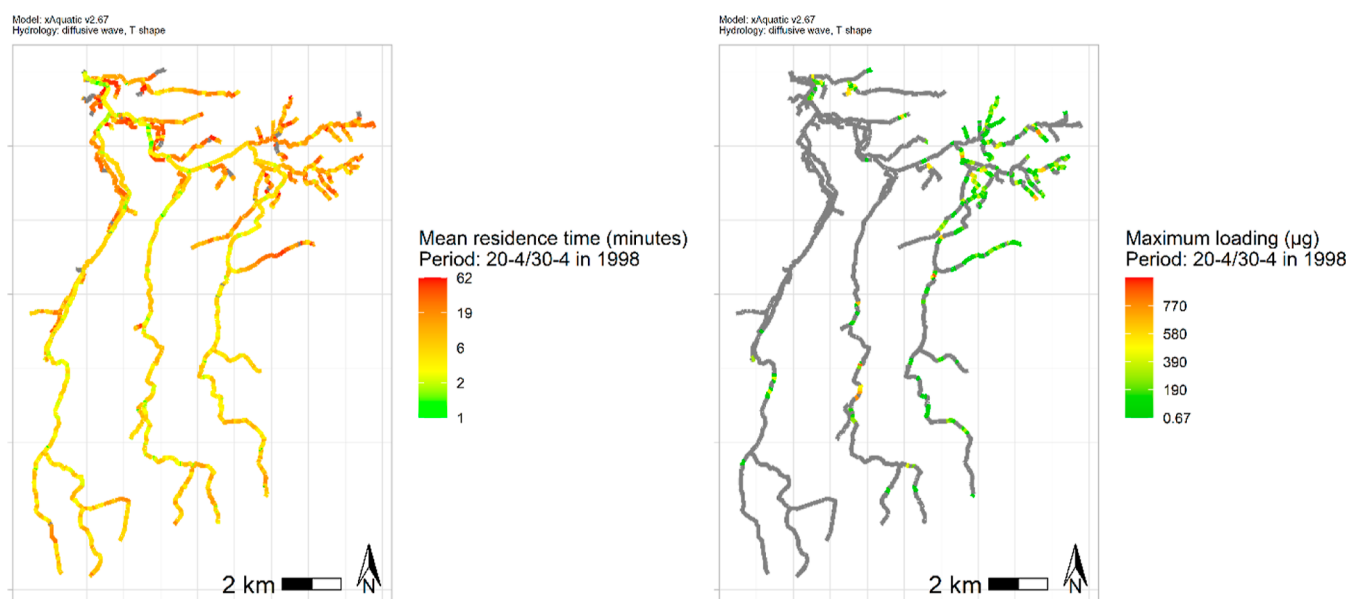 Model: xAquatic v2.67
Hydrology: diffusive wave, T shape
Mean residence time (minutes)
Period: 20-4/30-4 in 1998
62
19
6
2
1
2 km
N
Model: xAquatic v2.67
Hydrology: diffusive wave, T shape
Maximum loading (µg)
Period: 20-4/30-4 in 1998
770
580
390
190
0.67
2 km
N